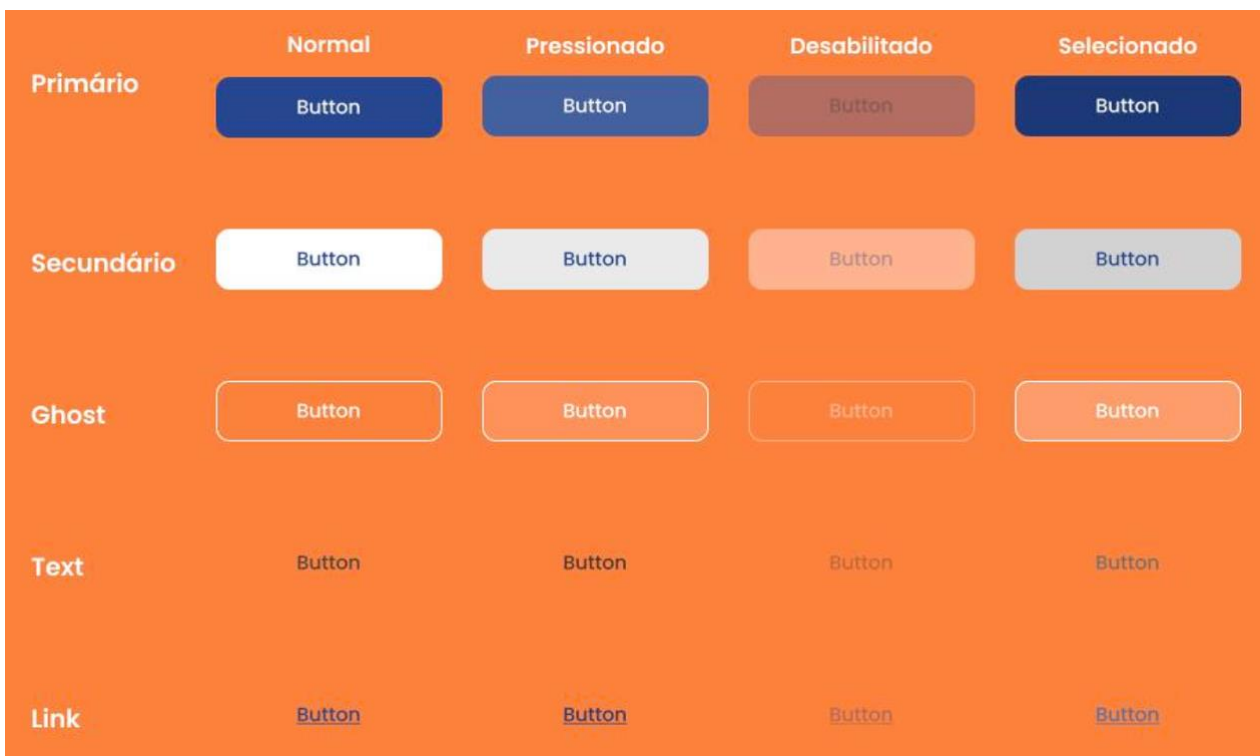 Normal Pressionado Desabilitado Selecionado
Primário Button Button Button Button
Secundário Button Button Button Button
Ghost Button Button Button Button
Text Button Button Button Button
Link Button Button Button Button